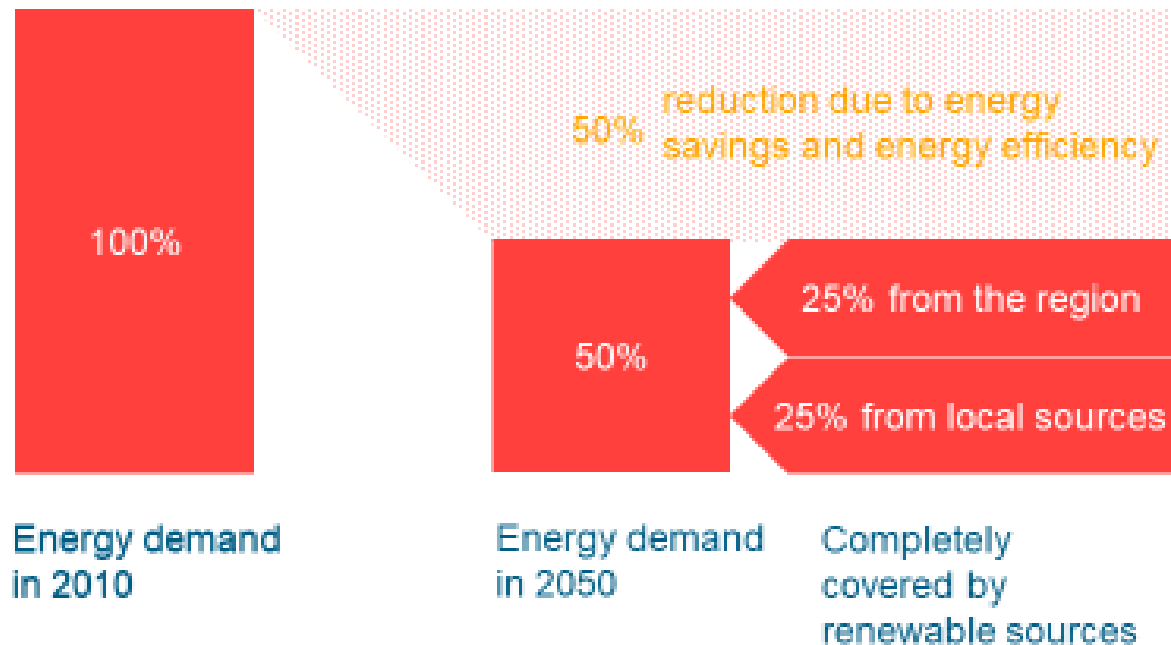 reduction due to energy
50% savings and energy efficiency
100%
25% from the region
50%
25% from local sources
Energy demand
in 2010
Energy demand
in 2050
Completely
covered by
renewable sources